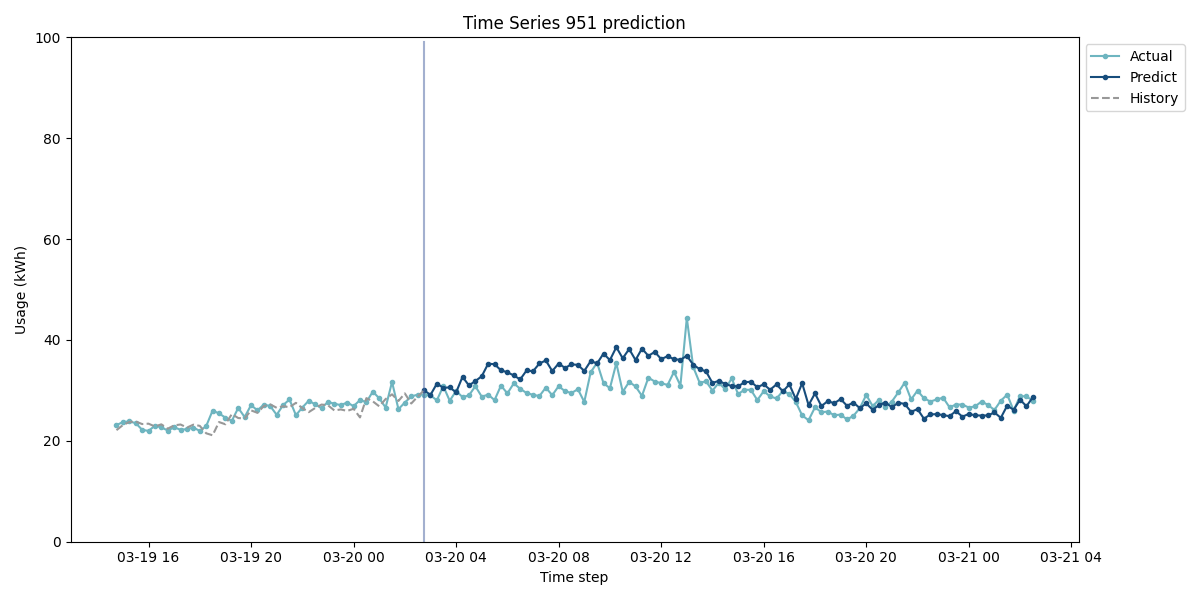 Time Series 951 prediction
100
80
60
40
20
0
Usage (kWh)
03-19 16
03-19 20
03-20 00
03-20 04
03-20 08
03-20 12
03-20 16
03-20 20
03-21 00
03-21 04
Time step
Actual
Predict
History